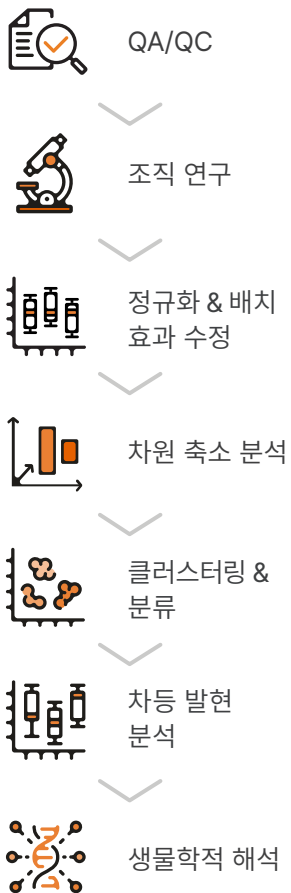 QA/QC
조직 연구
정규화 & 배치
효과 수정
차원 축소 분석
클러스터링 &
분류
차등 발현
분석
생물학적 해석